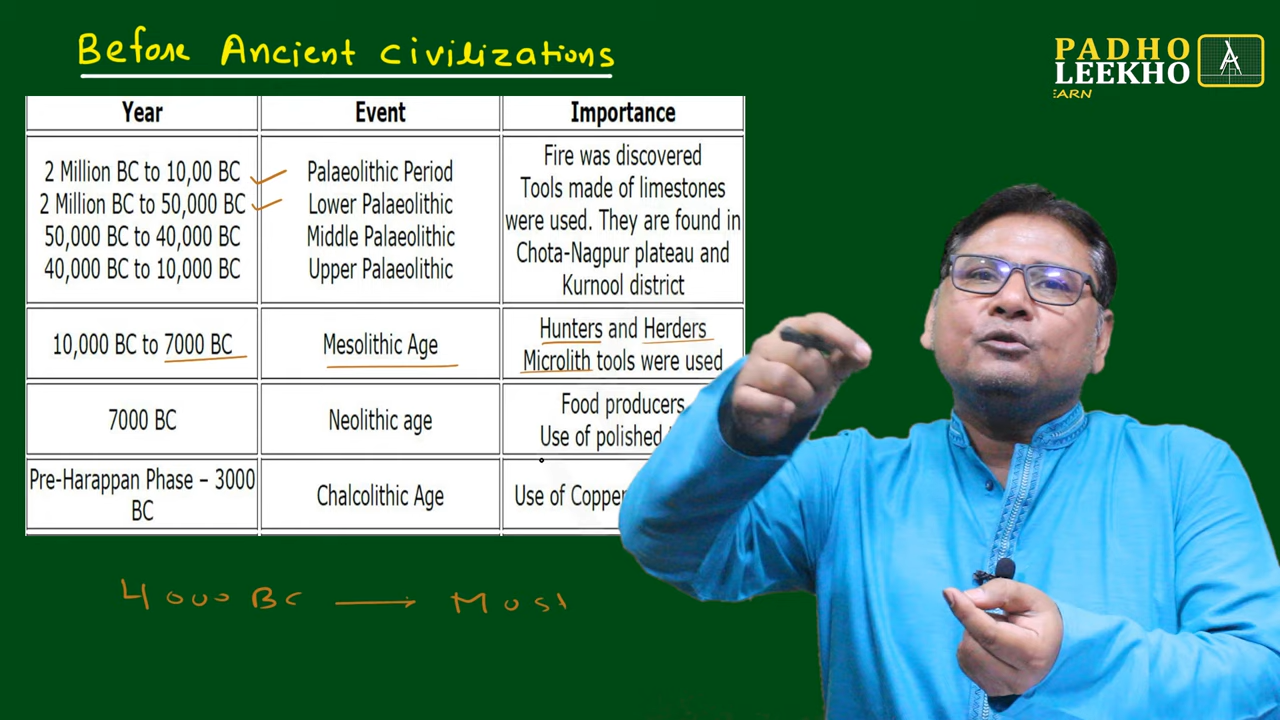 Before Ancient civilizations
PADHO
LEEKHO
EARN
Year Event Importance
2 Million BC to 10,00 BC Palaeolithic Period
2 Million BC to 50,000 BC Lower Palaeolithic
50,000 BC to 40,000 BC Middle Palaeolithic
40,000 BC to 10,000 BC Upper Palaeolithic
Fire was discovered
Tools made of limestones
were used. They are found in
Chota-Nagpur plateau and
Kurnool district
10,000 BC to 7000 BC Mesolithic Age
Hunters and Herders
Microlith tools were used
7000 BC Neolithic age
Food producers
Use of polished
Pre-Harappan Phase – 3000
BC
Chalcolithic Age
Use of Copper
4000 BC Most